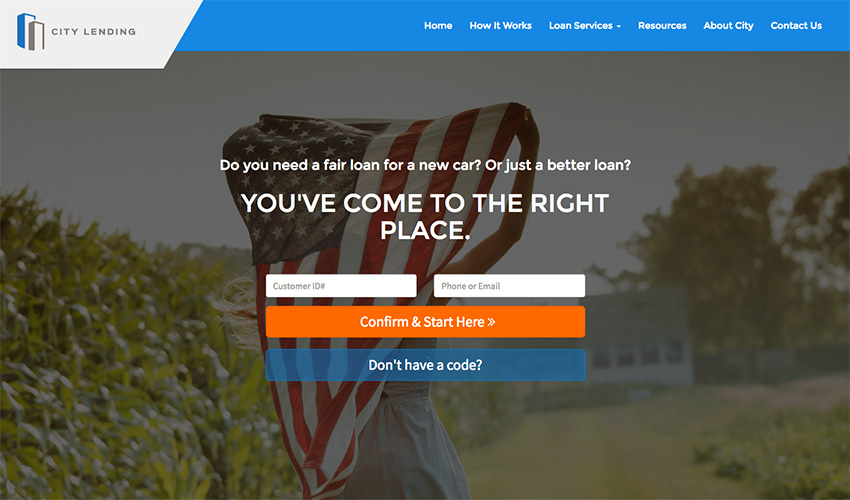 CITY LENDING
Home How It Works Loan Services Resources About City Contact Us
Do you need a fair loan for a new car? Or just a better loan?
YOU'VE COME TO THE RIGHT
PLACE.
Customer ID# Phone or Email
Confirm & Start Here »
Don't have a code?